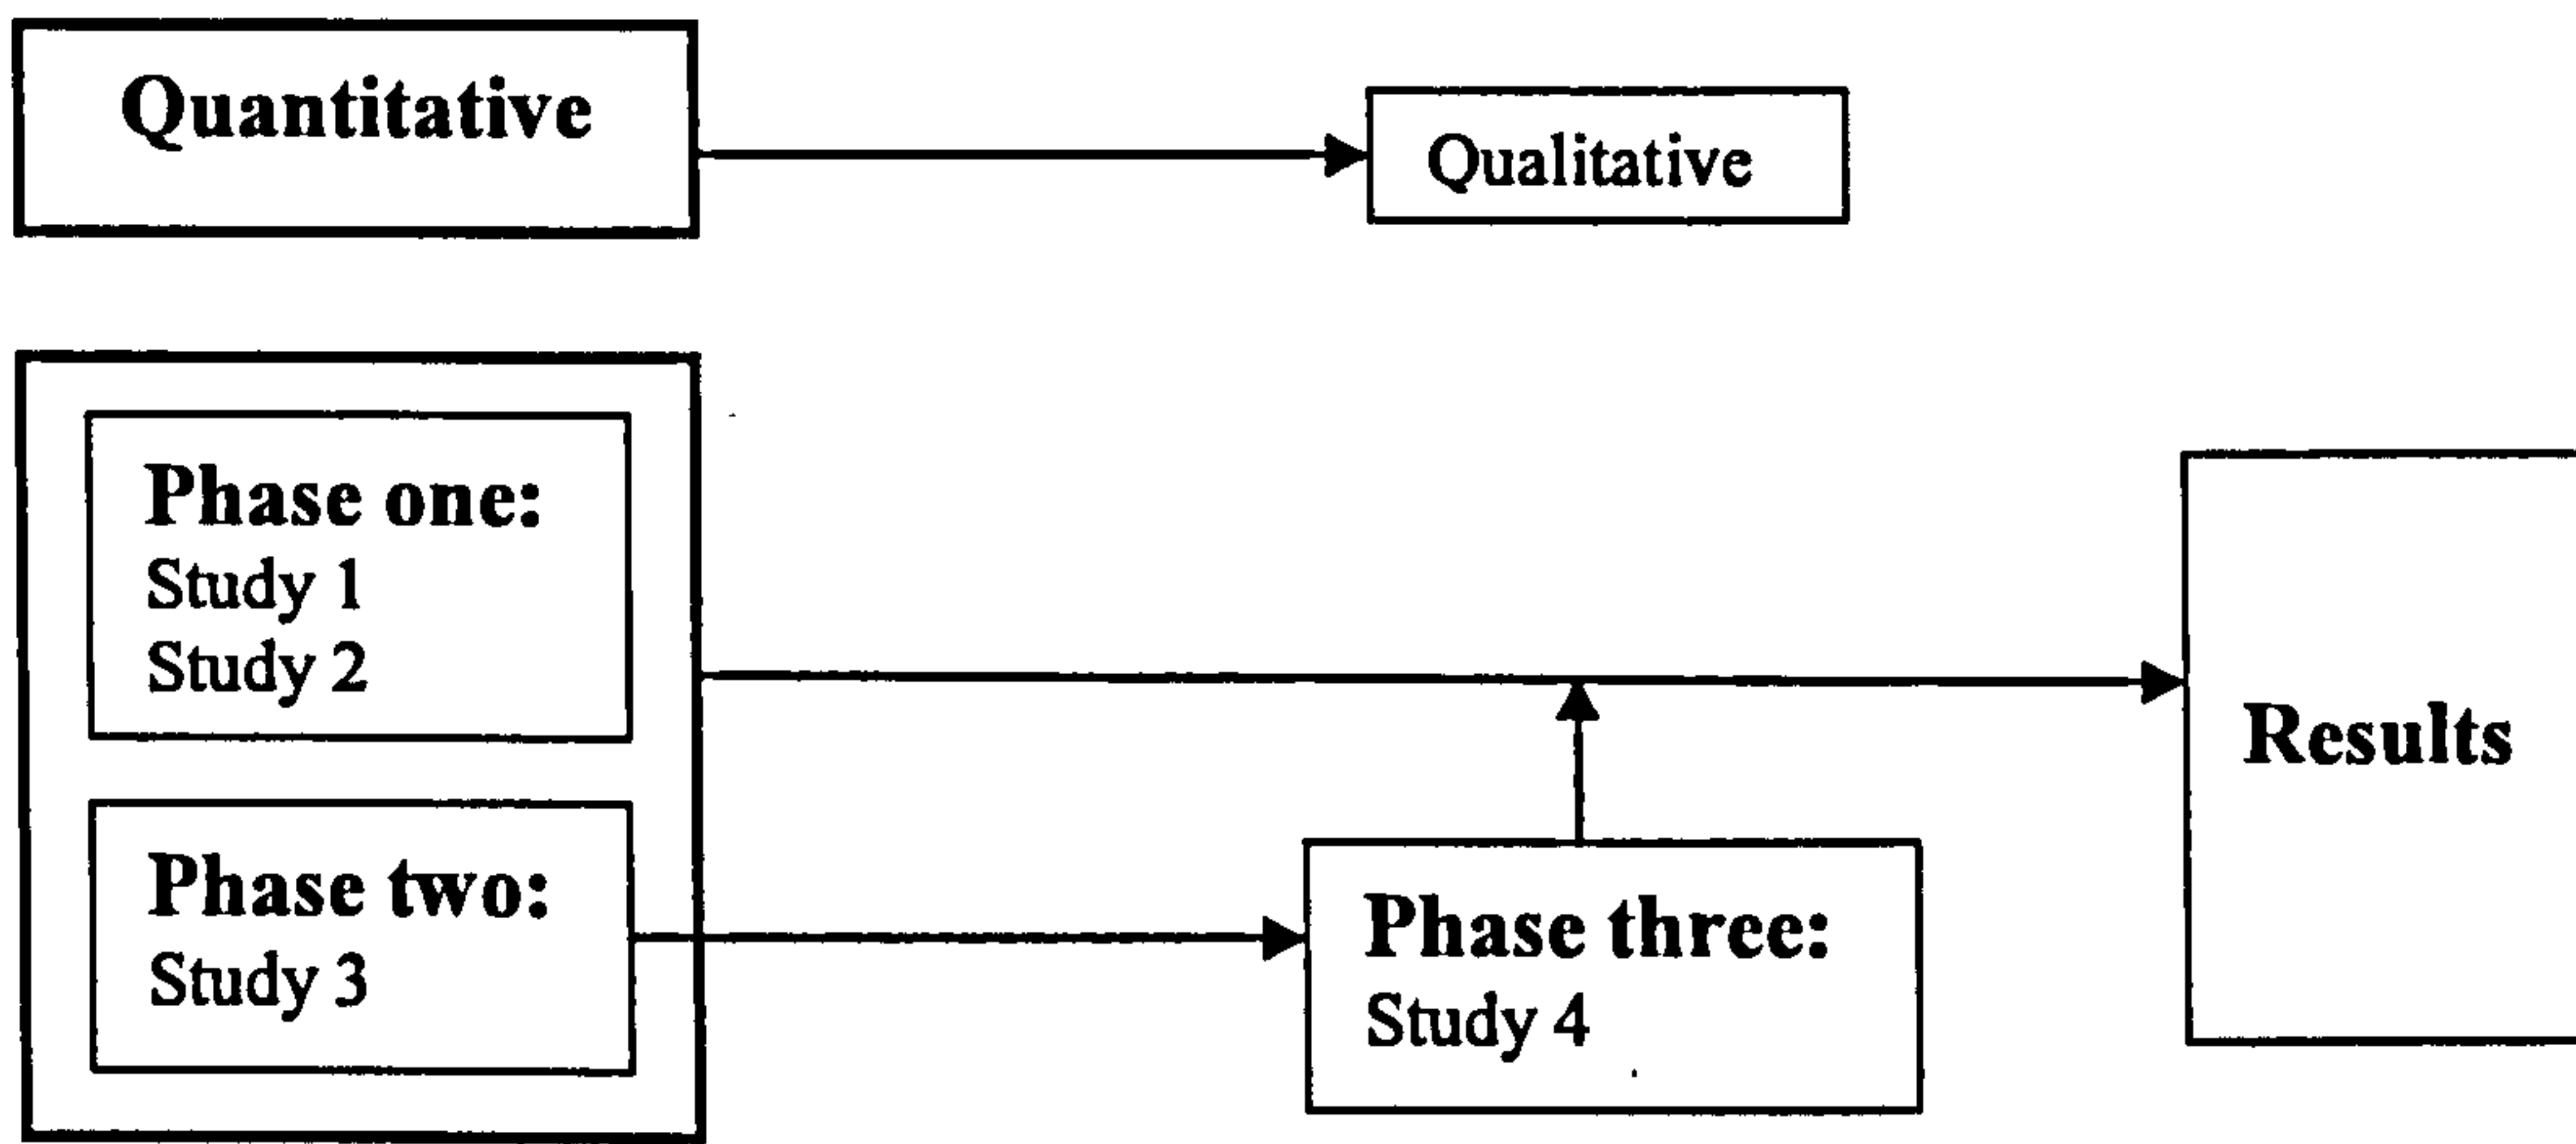 Quantitative
Qualitative
Phase one:
Study 1
Study 2
Phase two:
Study 3
Phase three:
Study 4
Results